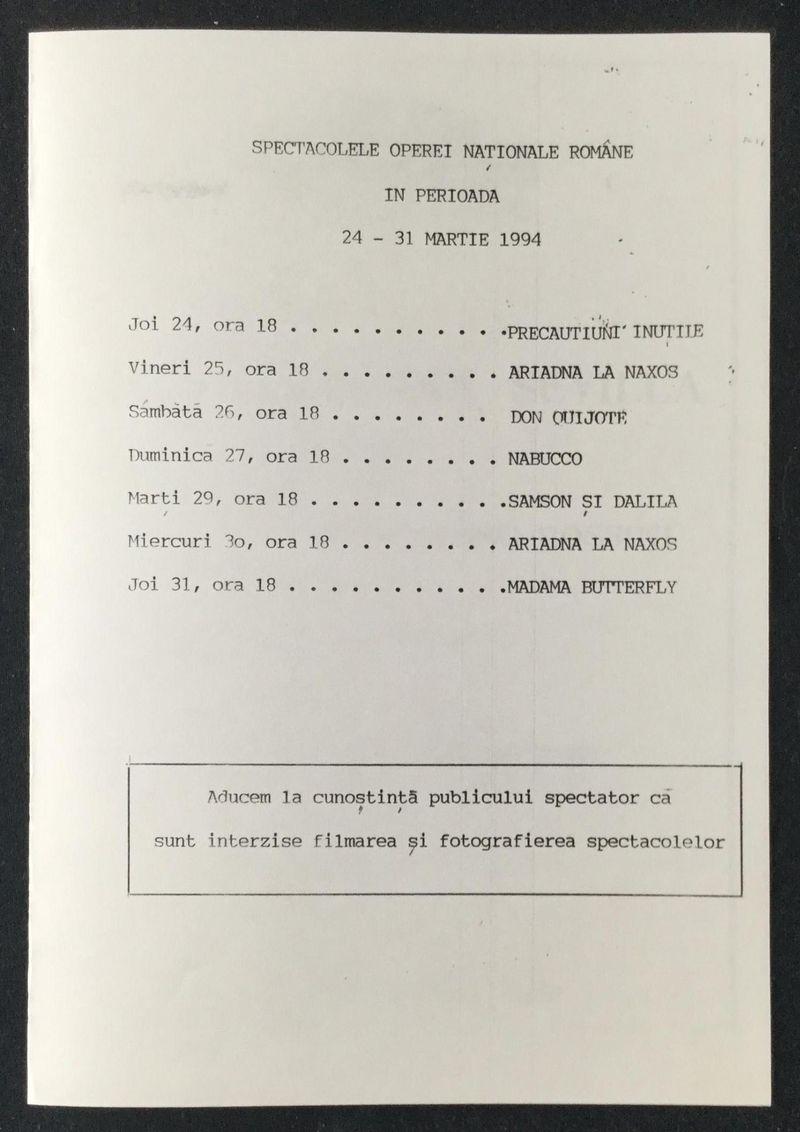 SPECTACOLELE OPEREI NAȚIONALE ROMÂNE
IN PERIOADA
24 - 31 MARTIE 1994
Joi 24, ora 18 . . . . . . . . . . .PRECAUTIUNI INUTILE
Vineri 25, ora 18 . . . . . . . . . ARIADNA LA NAXOS
Sâmbătă 26, ora 18 . . . . . . . . DON QUIJOTE
Duminica 27, ora 18 . . . . . . . . NABUCCO
Marți 29, ora 18 . . . . . . . . . .SAMSON ȘI DALILA
Miercuri 3o, ora 18 . . . . . . . . ARIADNA LA NAXOS
Joi 31, ora 18 . . . . . . . . . . .MADAMA BUTTERFLY
Aducem la cunoștință publicului spectator că
sunt interzise filmarea și fotografierea spectacolelor